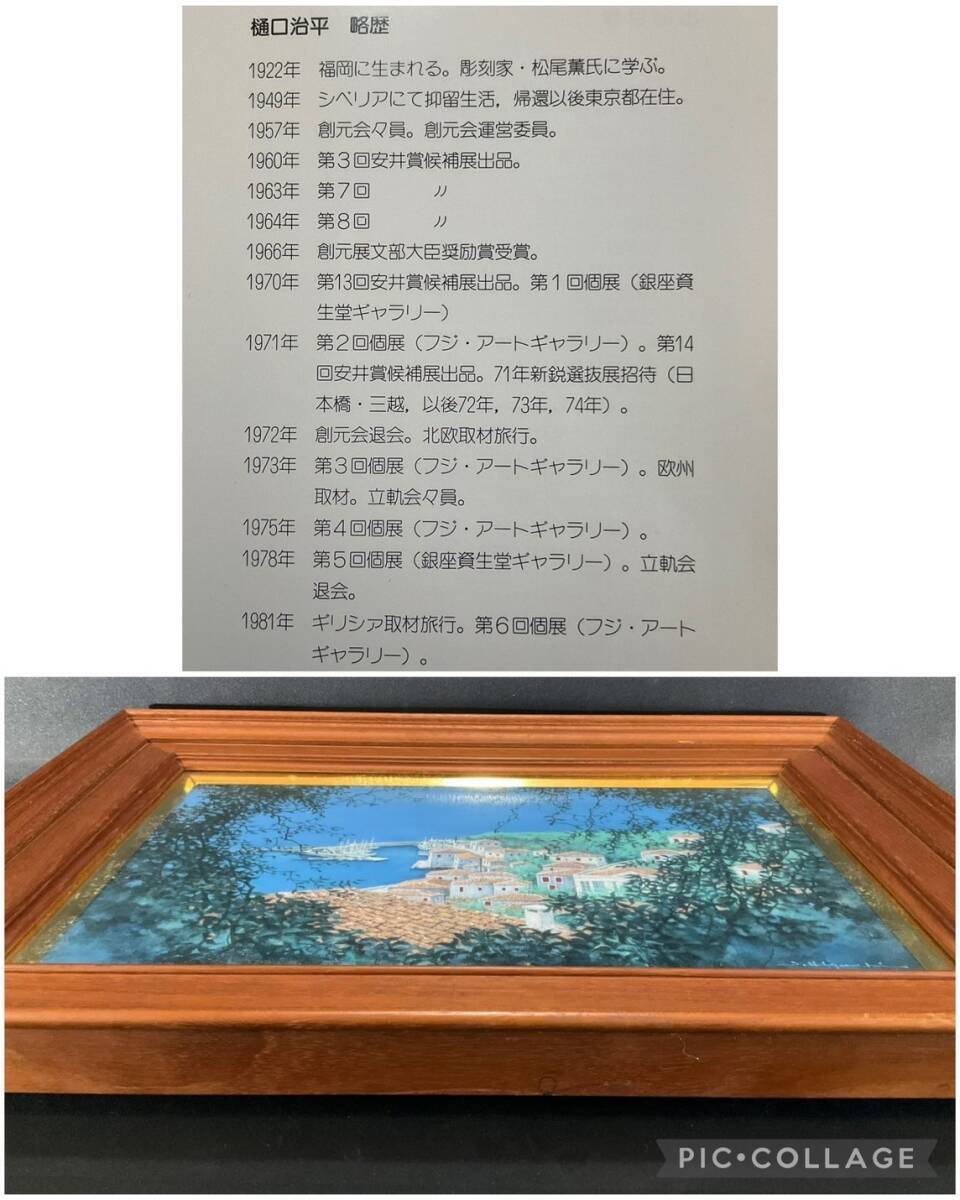 樋口治平　略歴
1922年　福岡に生まれる。彫刻家・松尾薫氏に学ぶ。
1949年　シベリアにて抑留生活，帰還以後東京都在住。
1957年　創元会々員。創元会運営委員。
1960年　第３回安井賞候補展出品。
1963年　第７回　　　〃
1964年　第８回　　　〃
1966年　創元展文部大臣奨励賞受賞。
1970年　第13回安井賞候補展出品。第１回個展（銀座資
生堂ギャラリー）
1971年　第２回個展（フジ・アートギャラリー）。第14
回安井賞候補展出品。71年新鋭選抜展招待（日
本橋・三越，以後72年，73年，74年）。
1972年　創元会退会。北欧取材旅行。
1973年　第３回個展（フジ・アートギャラリー）。欧州
取材。立軌会々員。
1975年　第４回個展（フジ・アートギャラリー）。
1978年　第５回個展（銀座資生堂ギャラリー）。立軌会
退会。
1981年　ギリシァ取材旅行。第６回個展（フジ・アート
ギャラリー）。
PIC•COLLAGE